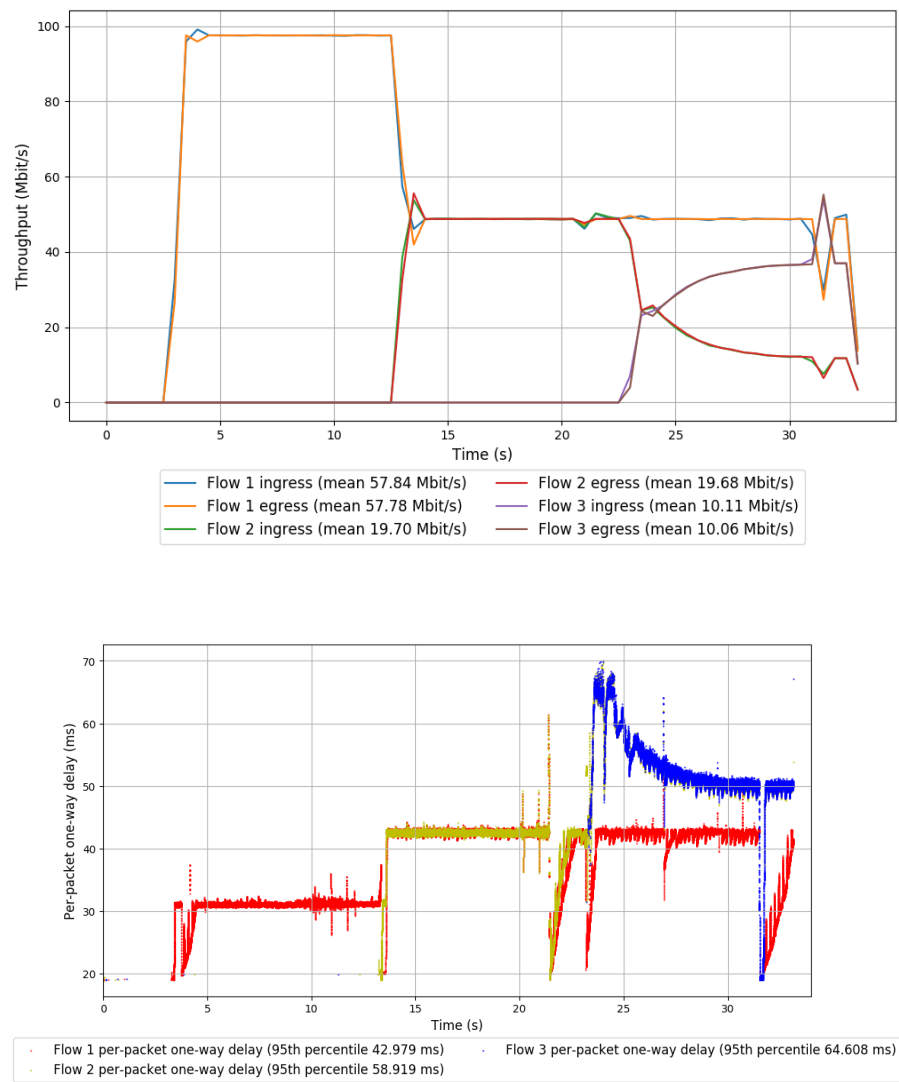 100
80
60
40
20
0
Throughput (Mbit/s)
0 5 10 15 20 25 30
Time (s)
Flow 1 ingress (mean 57.84 Mbit/s)
Flow 1 egress (mean 57.78 Mbit/s)
Flow 2 ingress (mean 19.70 Mbit/s)
Flow 2 egress (mean 19.68 Mbit/s)
Flow 3 ingress (mean 10.11 Mbit/s)
Flow 3 egress (mean 10.06 Mbit/s)
70
60
50
40
30
20
Per-packet one-way delay (ms)
0 5 10 15 20 25 30
Time (s)
Flow 1 per-packet one-way delay (95th percentile 42.979 ms)
Flow 2 per-packet one-way delay (95th percentile 58.919 ms)
Flow 3 per-packet one-way delay (95th percentile 64.608 ms)